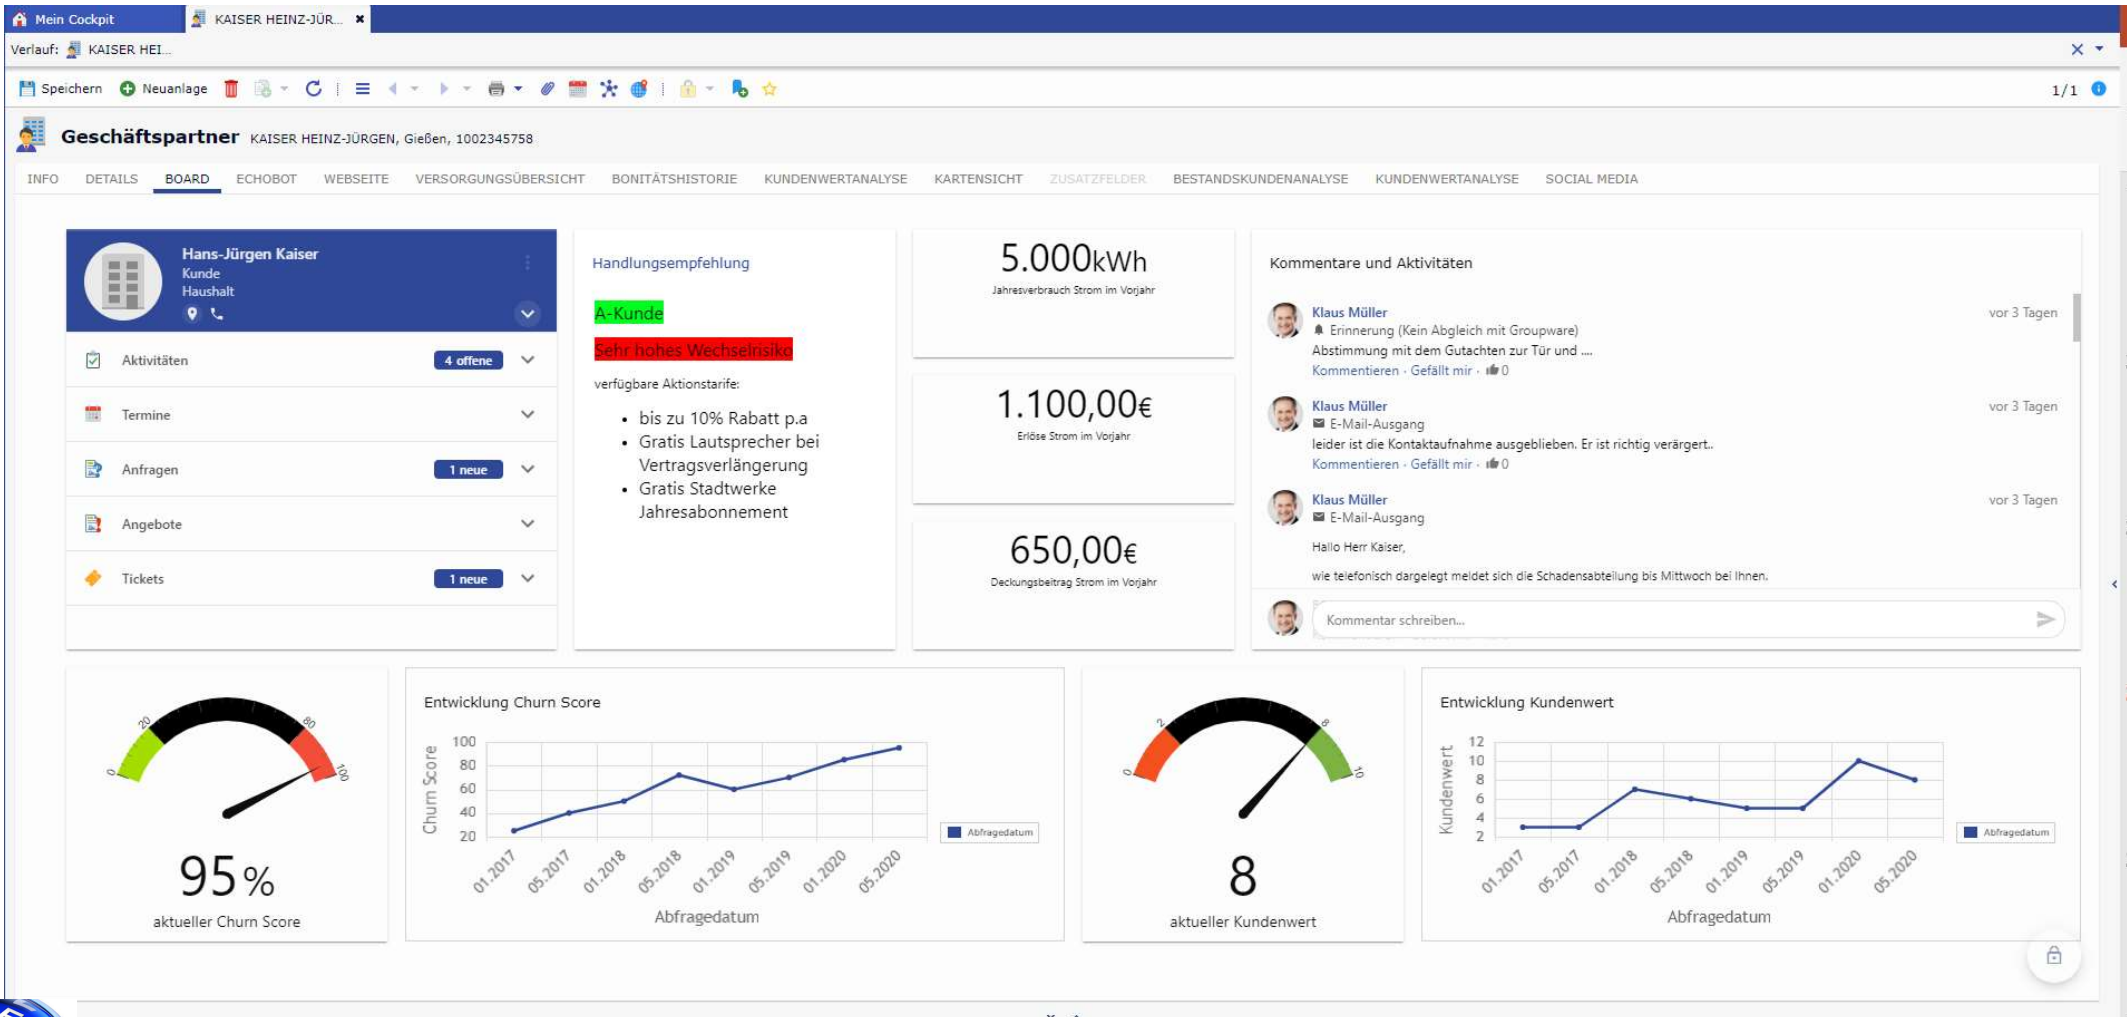 Mein Cockpit
KAISER HEINZ-JÜR...
Verlauf: KAISER HEI...
Speichern Neuanlage
1/1
Geschäftspartner KAISER HEINZ-JÜRGEN, Gießen, 1002345758
INFO DETAILS BOARD ECHOBOT WEBSEITE VERSORGUNGSÜBERSICHT BONITÄTSHISTORIE KUNDENWERTANALYSE KARTENSICHT ZUSATZFELDER BESTANDSKUNDENANALYSE KUNDENWERTANALYSE SOCIAL MEDIA
Hans-Jürgen Kaiser
Kunde
Haushalt
Aktivitäten 4 offene
Termine
Anfragen 1 neue
Angebote
Tickets 1 neue
Handlungsempfehlung
A-Kunde
Sehr hohes Wechselrisiko
verfügbare Aktionstarife:
• bis zu 10% Rabatt p.a
• Gratis Lautsprecher bei
Vertragsverlängerung
• Gratis Stadtwerke
Jahresabonnement
5.000kWh
Jahresverbrauch Strom im Vorjahr
1.100,00€
Erlöse Strom im Vorjahr
650,00€
Deckungsbeitrag Strom im Vorjahr
Kommentare und Aktivitäten
Klaus Müller vor 3 Tagen
Erinnerung (Kein Abgleich mit Groupware)
Abstimmung mit dem Gutachten zur Tür und ....
Kommentieren · Gefällt mir · 0
Klaus Müller vor 3 Tagen
E-Mail-Ausgang
leider ist die Kontaktaufnahme ausgeblieben. Er ist richtig verärgert..
Kommentieren · Gefällt mir · 0
Klaus Müller vor 3 Tagen
E-Mail-Ausgang
Hallo Herr Kaiser,
wie telefonisch dargelegt meldet sich die Schadensabteilung bis Mittwoch bei Ihnen.
Kommentar schreiben...
0 20 80 100
95%
aktueller Churn Score
Entwicklung Churn Score
Churn Score
100
80
60
40
20
01.2017 05.2017 01.2018 05.2018 01.2019 05.2019 01.2020 05.2020
Abfragedatum
Abfragedatum
0 2 8 10
8
aktueller Kundenwert
Entwicklung Kundenwert
Kundenwert
12
10
8
6
4
2
01.2017 05.2017 01.2018 05.2018 01.2019 05.2019 01.2020 05.2020
Abfragedatum
Abfragedatum